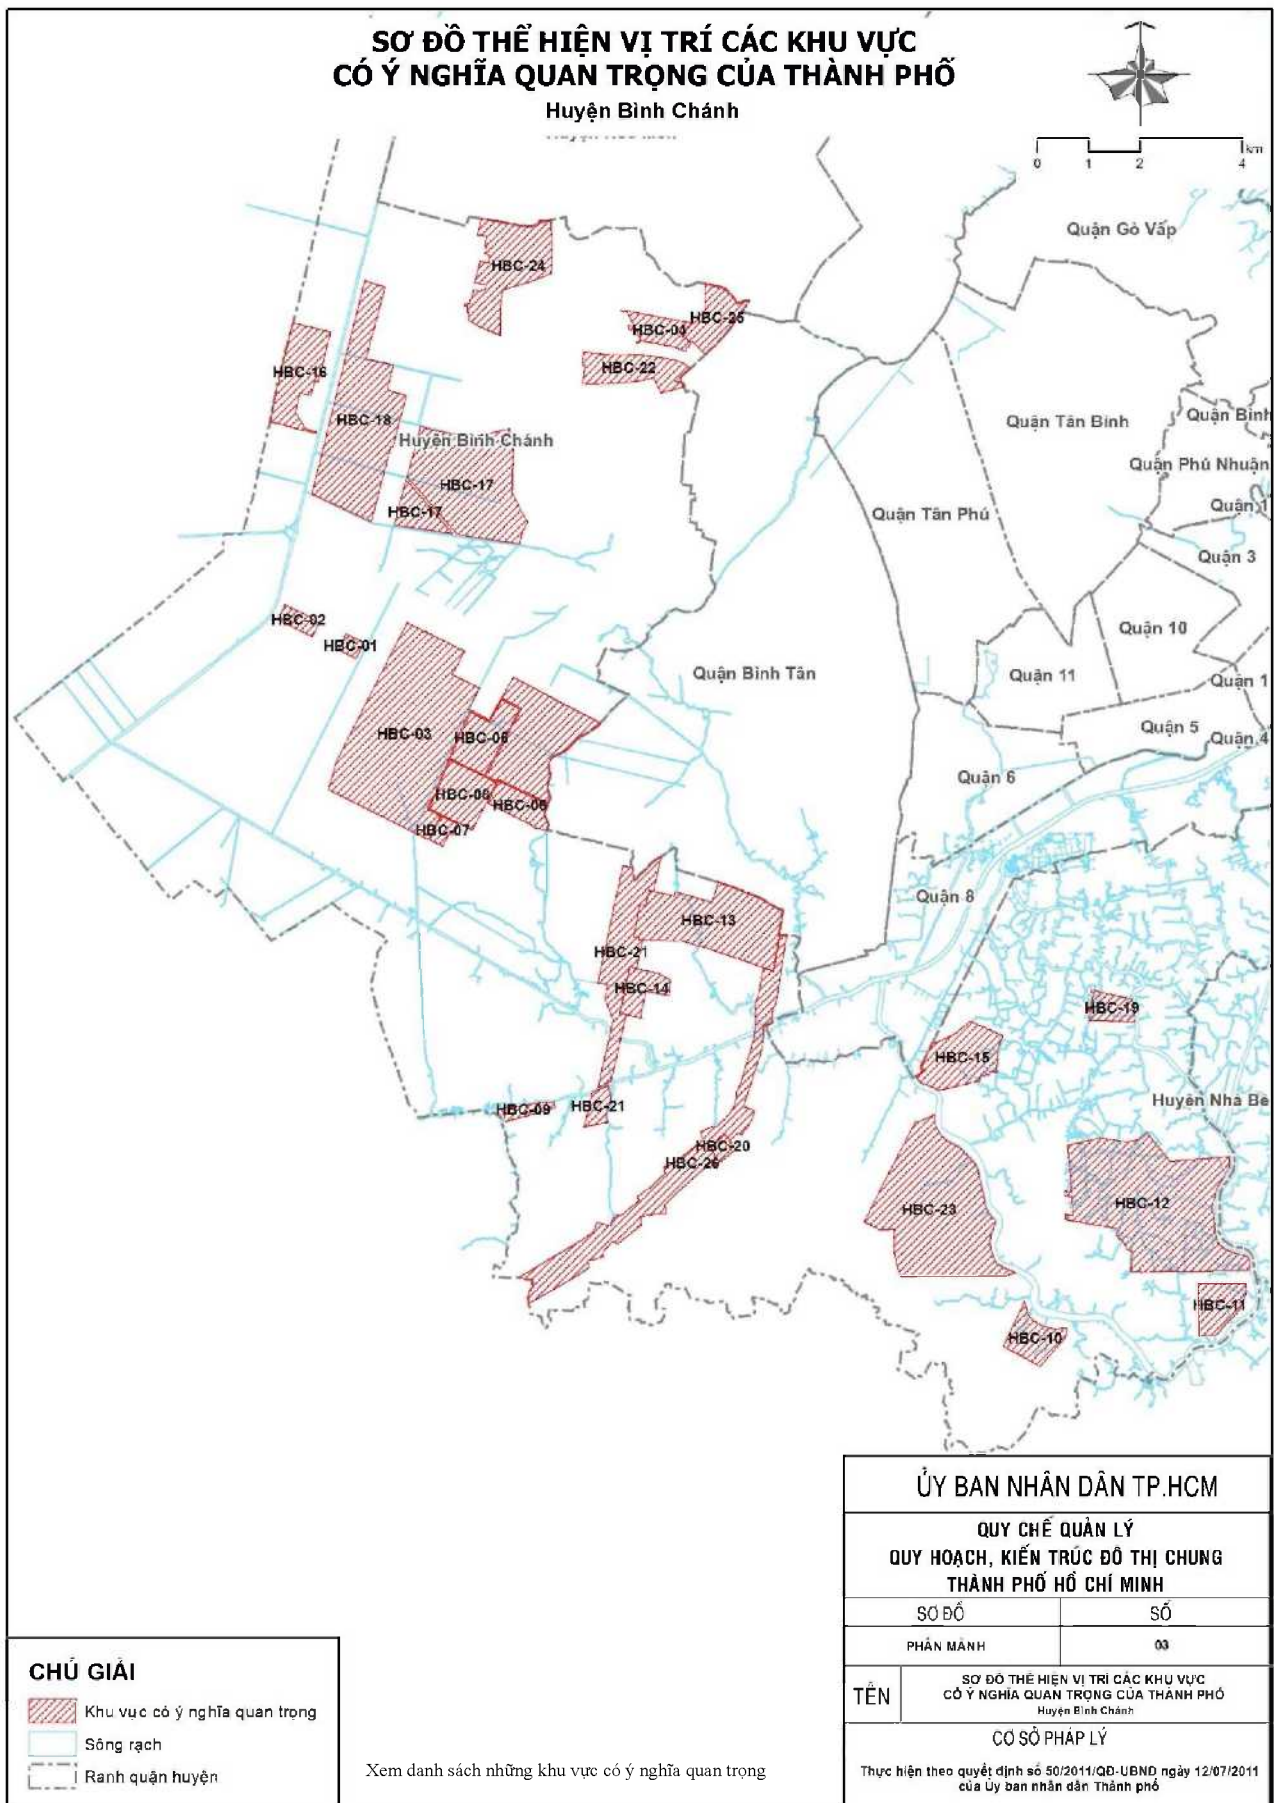 SƠ ĐỒ THỂ HIỆN VỊ TRÍ CÁC KHU VỰC
CÓ Ý NGHĨA QUAN TRỌNG CỦA THÀNH PHỐ
Huyện Bình Chánh
km
0 1 2 4
Quận Gò Vấp
HBC-24
HBC-25
HBC-04
HBC-22
HBC-16
HBC-18
Quận Tân Bình
Quận Bình
Huyện Bình Chánh
Quận Phú Nhuận
HBC-17
HBC-17
Quận Tân Phú
Quận 1
Quận 3
HBC-02
HBC-01
Quận 10
Quận Bình Tân
Quận 11
Quận 1
HBC-03
HBC-06
Quận 5
Quận 4
Quận 6
HBC-08
HBC-06
HBC-07
Quận 8
HBC-13
HBC-21
HBC-14
HBC-19
HBC-15
HBC-09
HBC-21
Huyện Nhà Bè
HBC-20
HBC-26
HBC-23
HBC-12
HBC-11
HBC-10
ỦY BAN NHÂN DÂN TP.HCM
QUY CHẾ QUẢN LÝ
QUY HOẠCH, KIẾN TRÚC ĐÔ THỊ CHUNG
THÀNH PHỐ HỒ CHÍ MINH
SƠ ĐỒ SỐ
PHÂN MẢNH 03
TÊN
SƠ ĐỒ THỂ HIỆN VỊ TRÍ CÁC KHU VỰC
CÓ Ý NGHĨA QUAN TRỌNG CỦA THÀNH PHỐ
Huyện Bình Chánh
CƠ SỞ PHÁP LÝ
Thực hiện theo quyết định số 50/2011/QĐ-UBND ngày 12/07/2011
của Ủy ban nhân dân Thành phố
CHÚ GIẢI
Khu vực có ý nghĩa quan trọng
Sông rạch
Ranh quận huyện
Xem danh sách những khu vực có ý nghĩa quan trọng